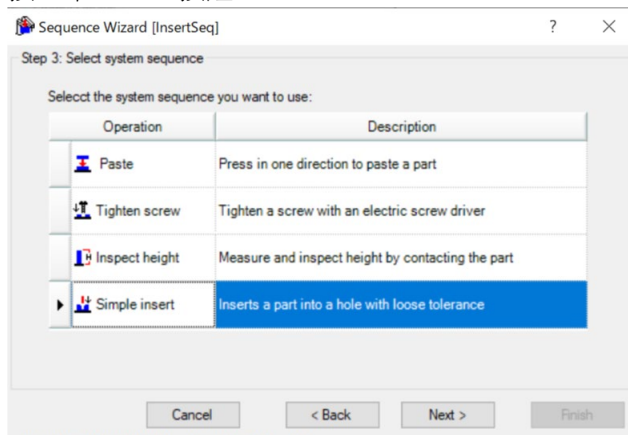 Sequence Wizard [InsertSeq]
?
Step 3: Select system sequence
Selecct the system sequence you want to use:
Operation Description
Paste Press in one direction to paste a part
Tighten screw Tighten a screw with an electric screw driver
Inspect height Measure and inspect height by contacting the part
Simple insert Inserts a part into a hole with loose tolerance
Cancel < Back Next > Finish